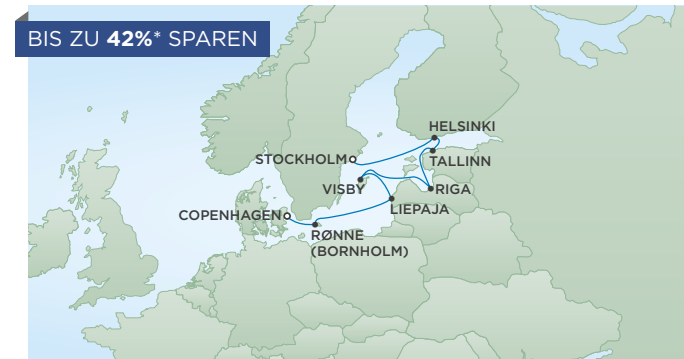 BIS ZU 42%* SPAREN
HELSINKI
STOCKHOLM
TALLINN
VISBY
RIGA
LIEPAJA
COPENHAGEN
RØNNE
(BORNHOLM)